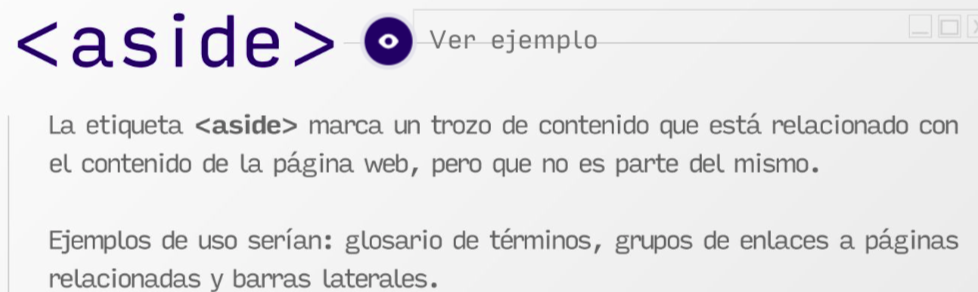 <aside> Ver ejemplo
La etiqueta <aside> marca un trozo de contenido que está relacionado con
el contenido de la página web, pero que no es parte del mismo.
Ejemplos de uso serían: glosario de términos, grupos de enlaces a páginas
relacionadas y barras laterales.